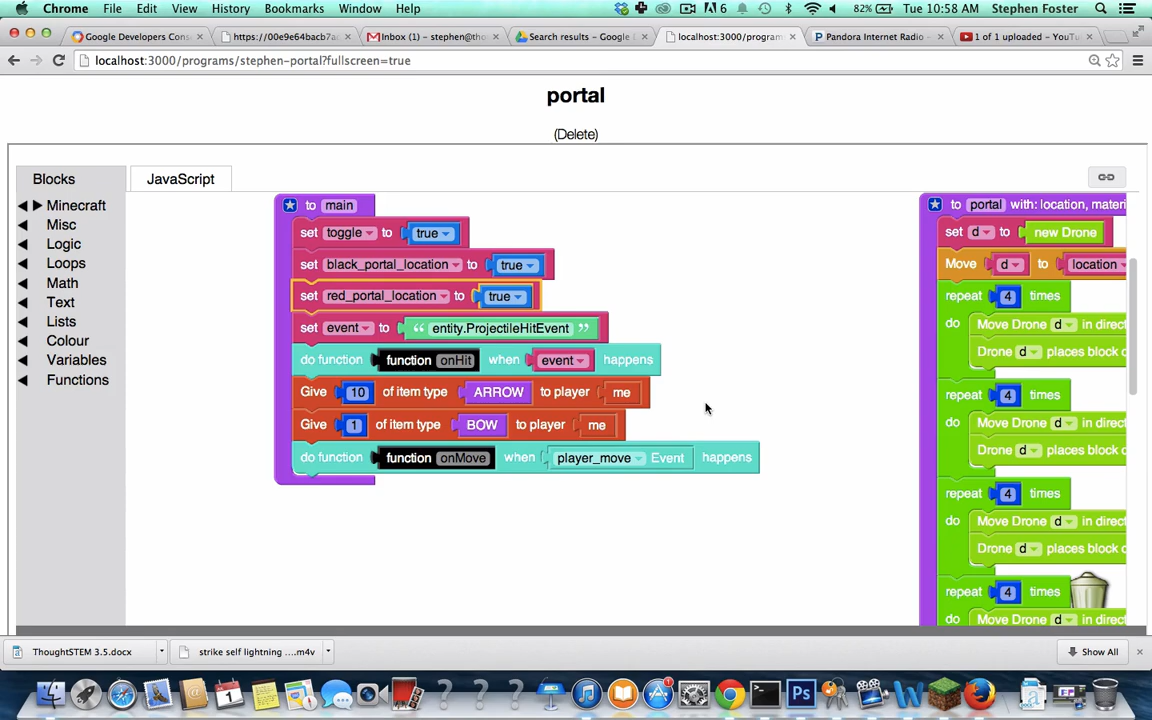 Chrome File Edit View History Bookmarks Window Help 6 82% Tue 10:58 AM Stephen Foster
Google Developers Cons × https://00e9e64bacb7a × Inbox (1) – stephen@tho × Search results – Google × localhost:3000/program × Pandora Internet Radio – × 1 of 1 uploaded – YouTu ×
localhost:3000/programs/stephen-portal?fullscreen=true
portal
(Delete)
Blocks
JavaScript
Minecraft
Misc
Logic
Loops
Math
Text
Lists
Colour
Variables
Functions
to main
set toggle to true
set black_portal_location to true
set red_portal_location to true
set event to “ entity.ProjectileHitEvent ”
do function function onHit when event happens
Give 10 of item type ARROW to player me
Give 1 of item type BOW to player me
do function function onMove when player_move Event happens
to portal with: location, materi
set d to new Drone
Move d to location
repeat 4 times
do Move Drone d in direct
Drone d places block o
repeat 4 times
do Move Drone d in direct
Drone d places block o
repeat 4 times
do Move Drone d in direct
Drone d places block o
repeat 4 times
do Move Drone d in direct
ThoughtSTEM 3.5.docx strike self lightning ....m4v Show All ×